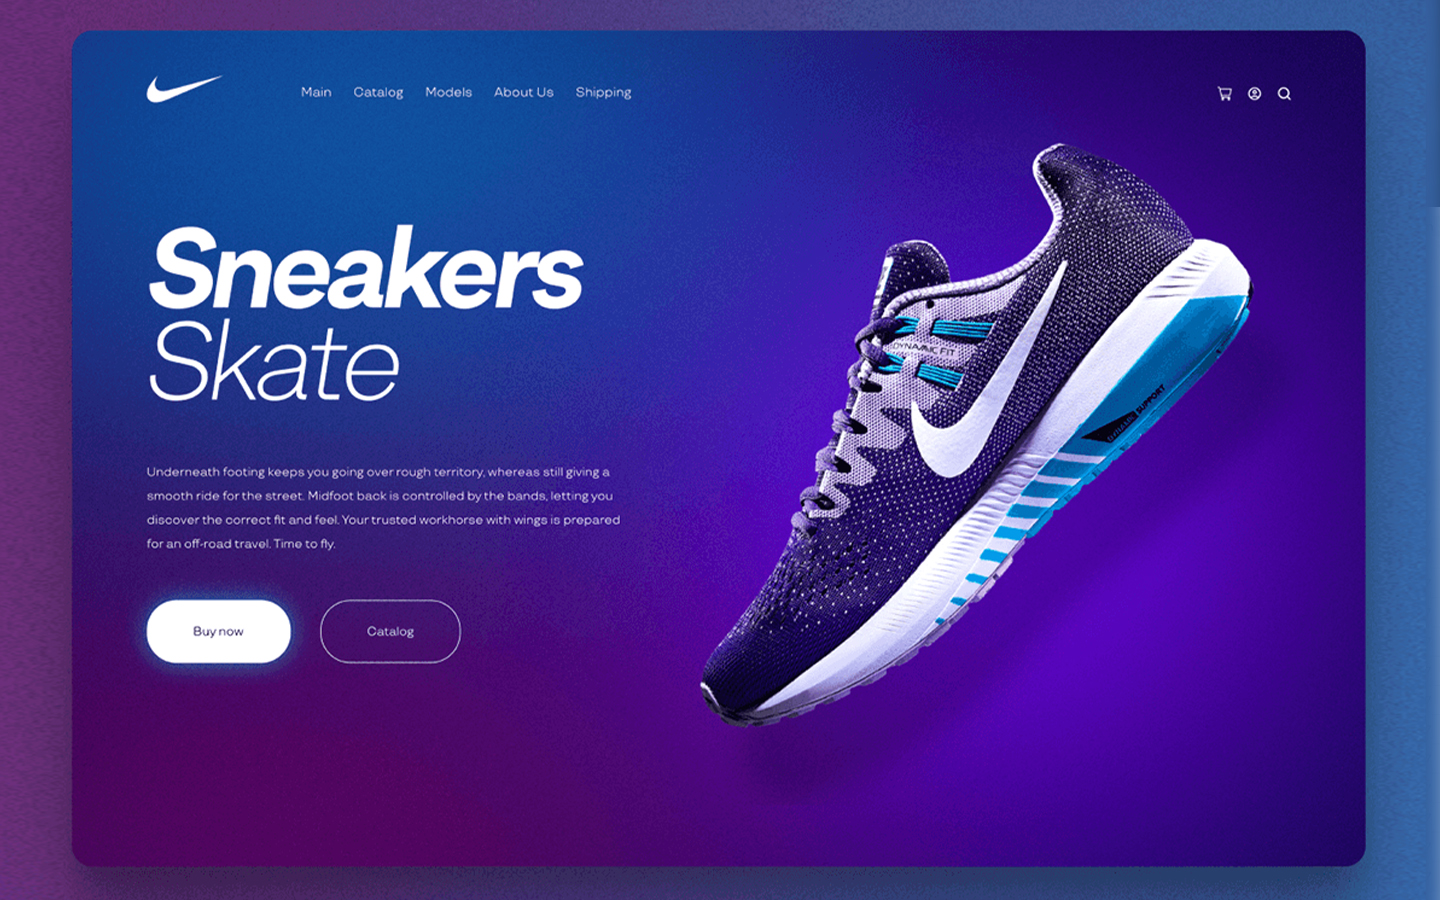 Main Catalog Models About Us Shipping
Sneakers
Skate
Underneath footing keeps you going over rough territory, whereas still giving a
smooth ride for the street. Midfoot back is controlled by the bands, letting you
discover the correct fit and feel. Your trusted workhorse with wings is prepared
for an off-road travel. Time to fly.
Buy now Catalog
DYNAMIC FIT
DYNAMIC SUPPORT